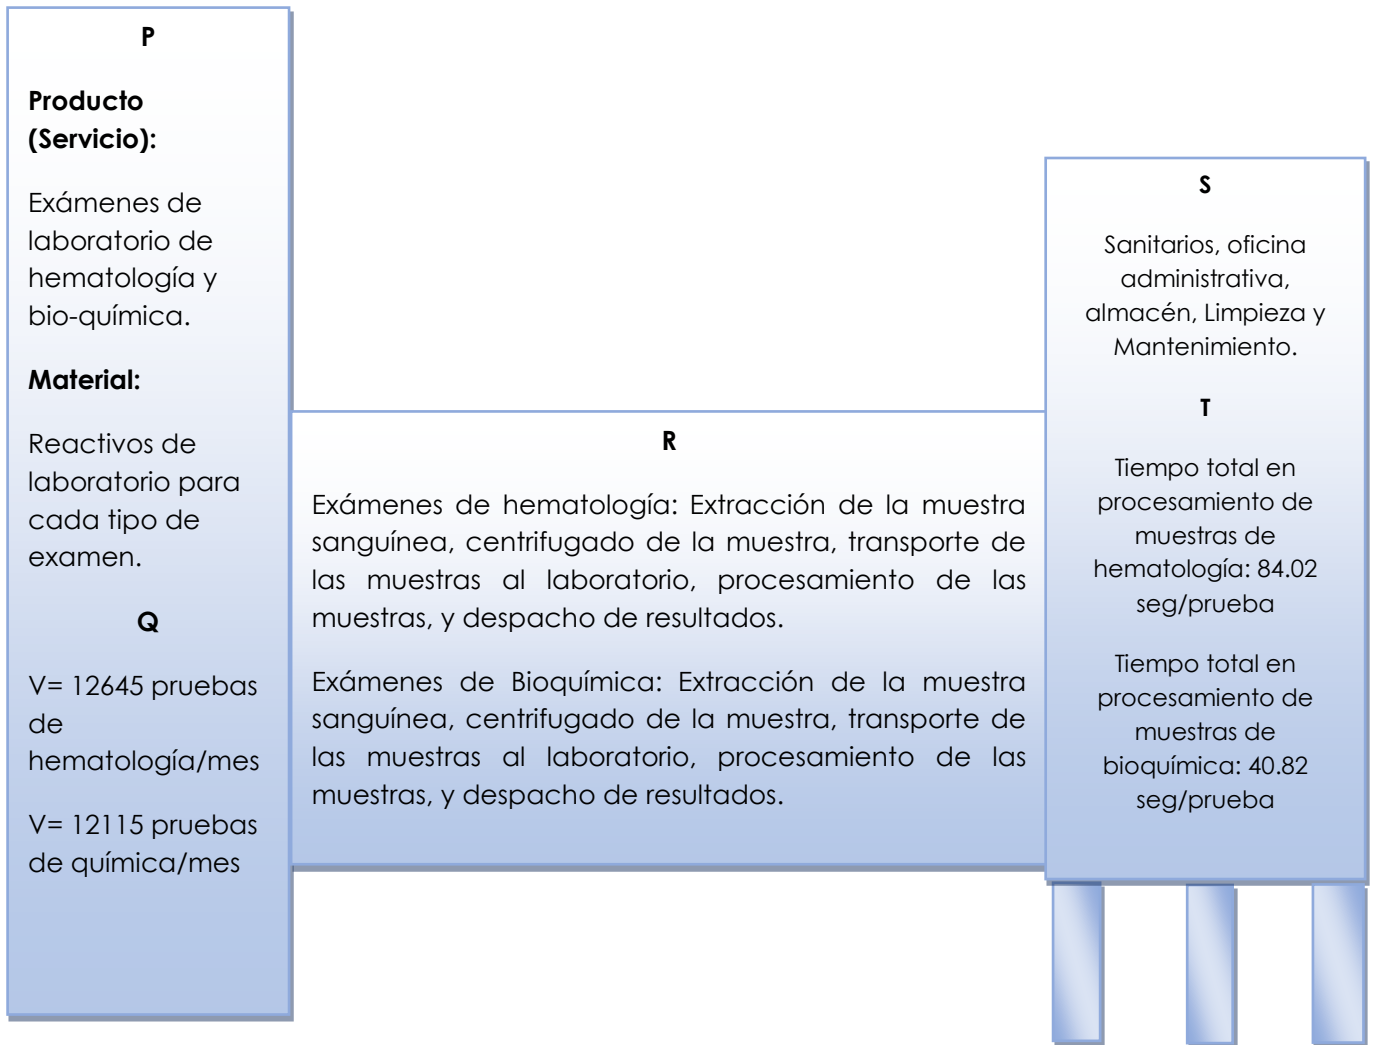 P
Producto
(Servicio):
Exámenes de
laboratorio de
hematología y
bio-química.
Material:
Reactivos de
laboratorio para
cada tipo de
examen.
Q
V= 12645 pruebas
de
hematología/mes
V= 12115 pruebas
de química/mes
R
Exámenes de hematología: Extracción de la muestra
sanguínea, centrifugado de la muestra, transporte de
las muestras al laboratorio, procesamiento de las
muestras, y despacho de resultados.
Exámenes de Bioquímica: Extracción de la muestra
sanguínea, centrifugado de la muestra, transporte de
las muestras al laboratorio, procesamiento de las
muestras, y despacho de resultados.
S
Sanitarios, oficina
administrativa,
almacén, Limpieza y
Mantenimiento.
T
Tiempo total en
procesamiento de
muestras de
hematología: 84.02
seg/prueba
Tiempo total en
procesamiento de
muestras de
bioquímica: 40.82
seg/prueba